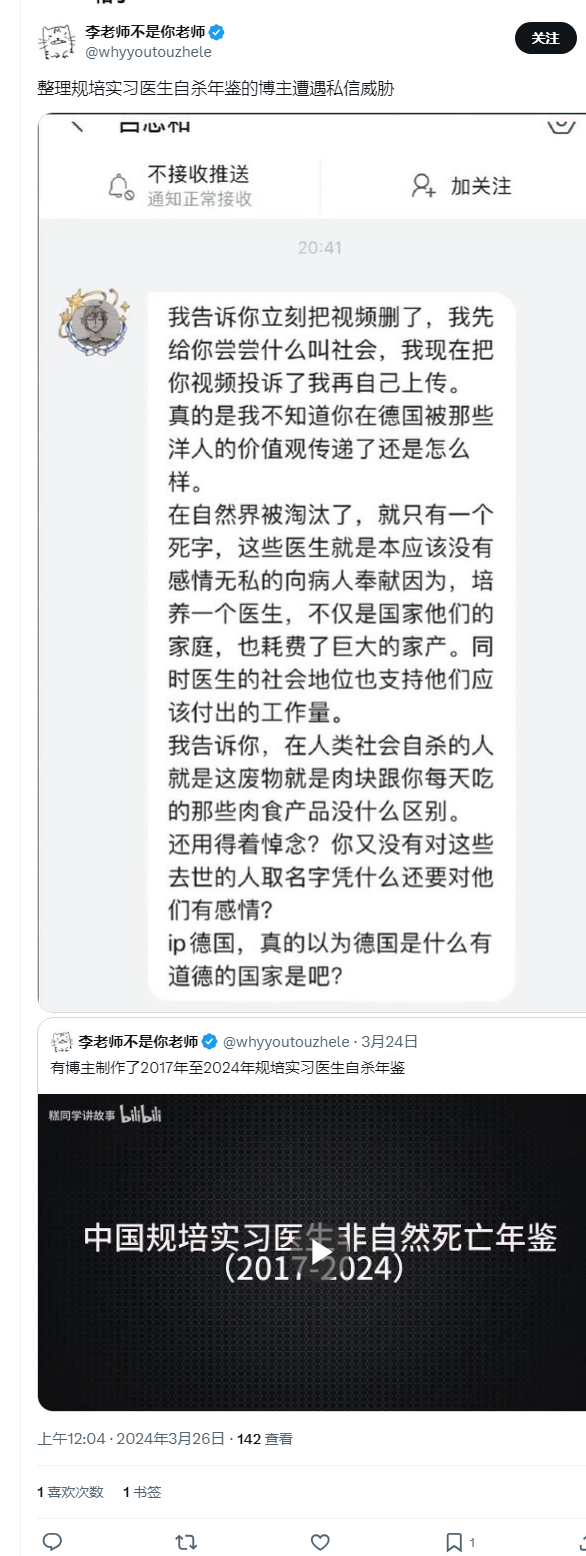 李老师不是你老师
@whyyoutouzhele
关注
整理规培实习医生自杀年鉴的博主遭遇私信威胁
不接收推送
通知正常接收
加关注
20:41
我告诉你立刻把视频删了，我先
给你尝尝什么叫社会，我现在把
你视频投诉了我再自己上传。
真的是我不知道你在德国被那些
洋人的价值观传递了还是怎么
样。
在自然界被淘汰了，就只有一个
死字，这些医生就是本应该没有
感情无私的向病人奉献因为，培
养一个医生，不仅是国家他们的
家庭，也耗费了巨大的家产。同
时医生的社会地位也支持他们应
该付出的工作量。
我告诉你，在人类社会自杀的人
就是这废物就是肉块跟你每天吃
的那些肉食产品没什么区别。
还用得着悼念？你又没有对这些
去世的人取名字凭什么还要对他
们有感情？
ip德国，真的以为德国是什么有
道德的国家是吧？
李老师不是你老师 @whyyoutouzhele · 3月24日
有博主制作了2017年至2024年规培实习医生自杀年鉴
糕同学讲故事 bilibili
中国规培实习医生非自然死亡年鉴
（2017-2024）
上午12:04 · 2024年3月26日 · 142 查看
1 喜欢次数 1 书签
1